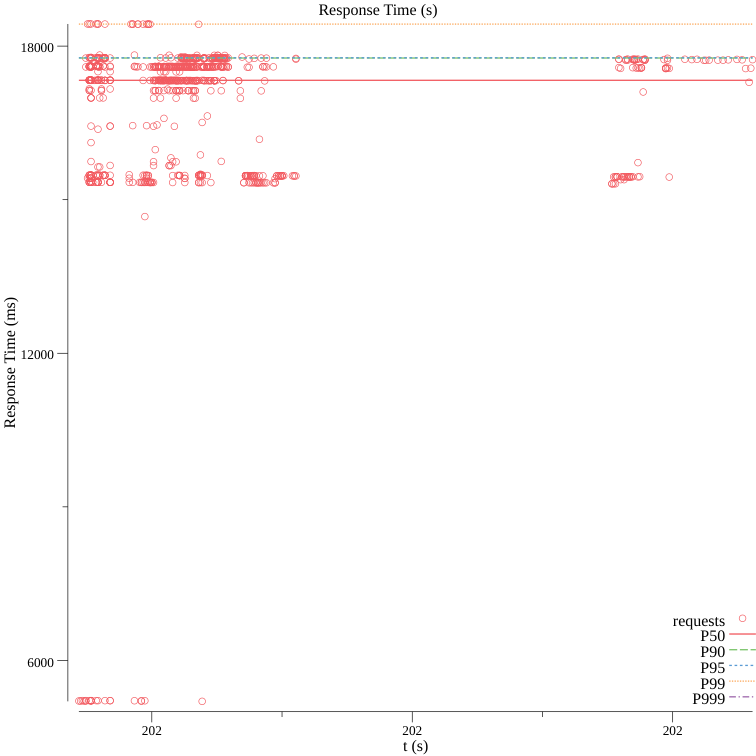 Response Time (s)
18000
12000
6000
Response Time (ms)
requests
P50
P90
P95
P99
P999
202
202
202
t (s)